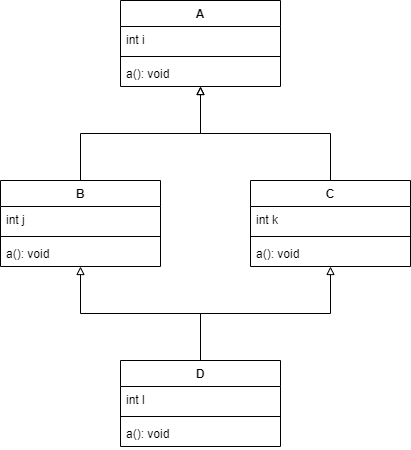 A
int i
a(): void
B
int j
a(): void
C
int k
a(): void
D
int l
a(): void